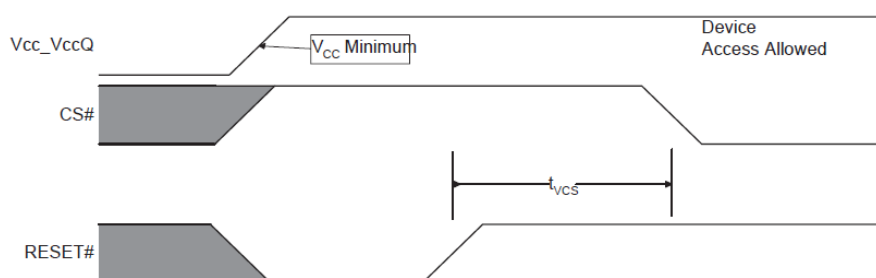 Vcc_VccQ
VCC Minimum
Device
Access Allowed
CS#
tVCS
RESET#